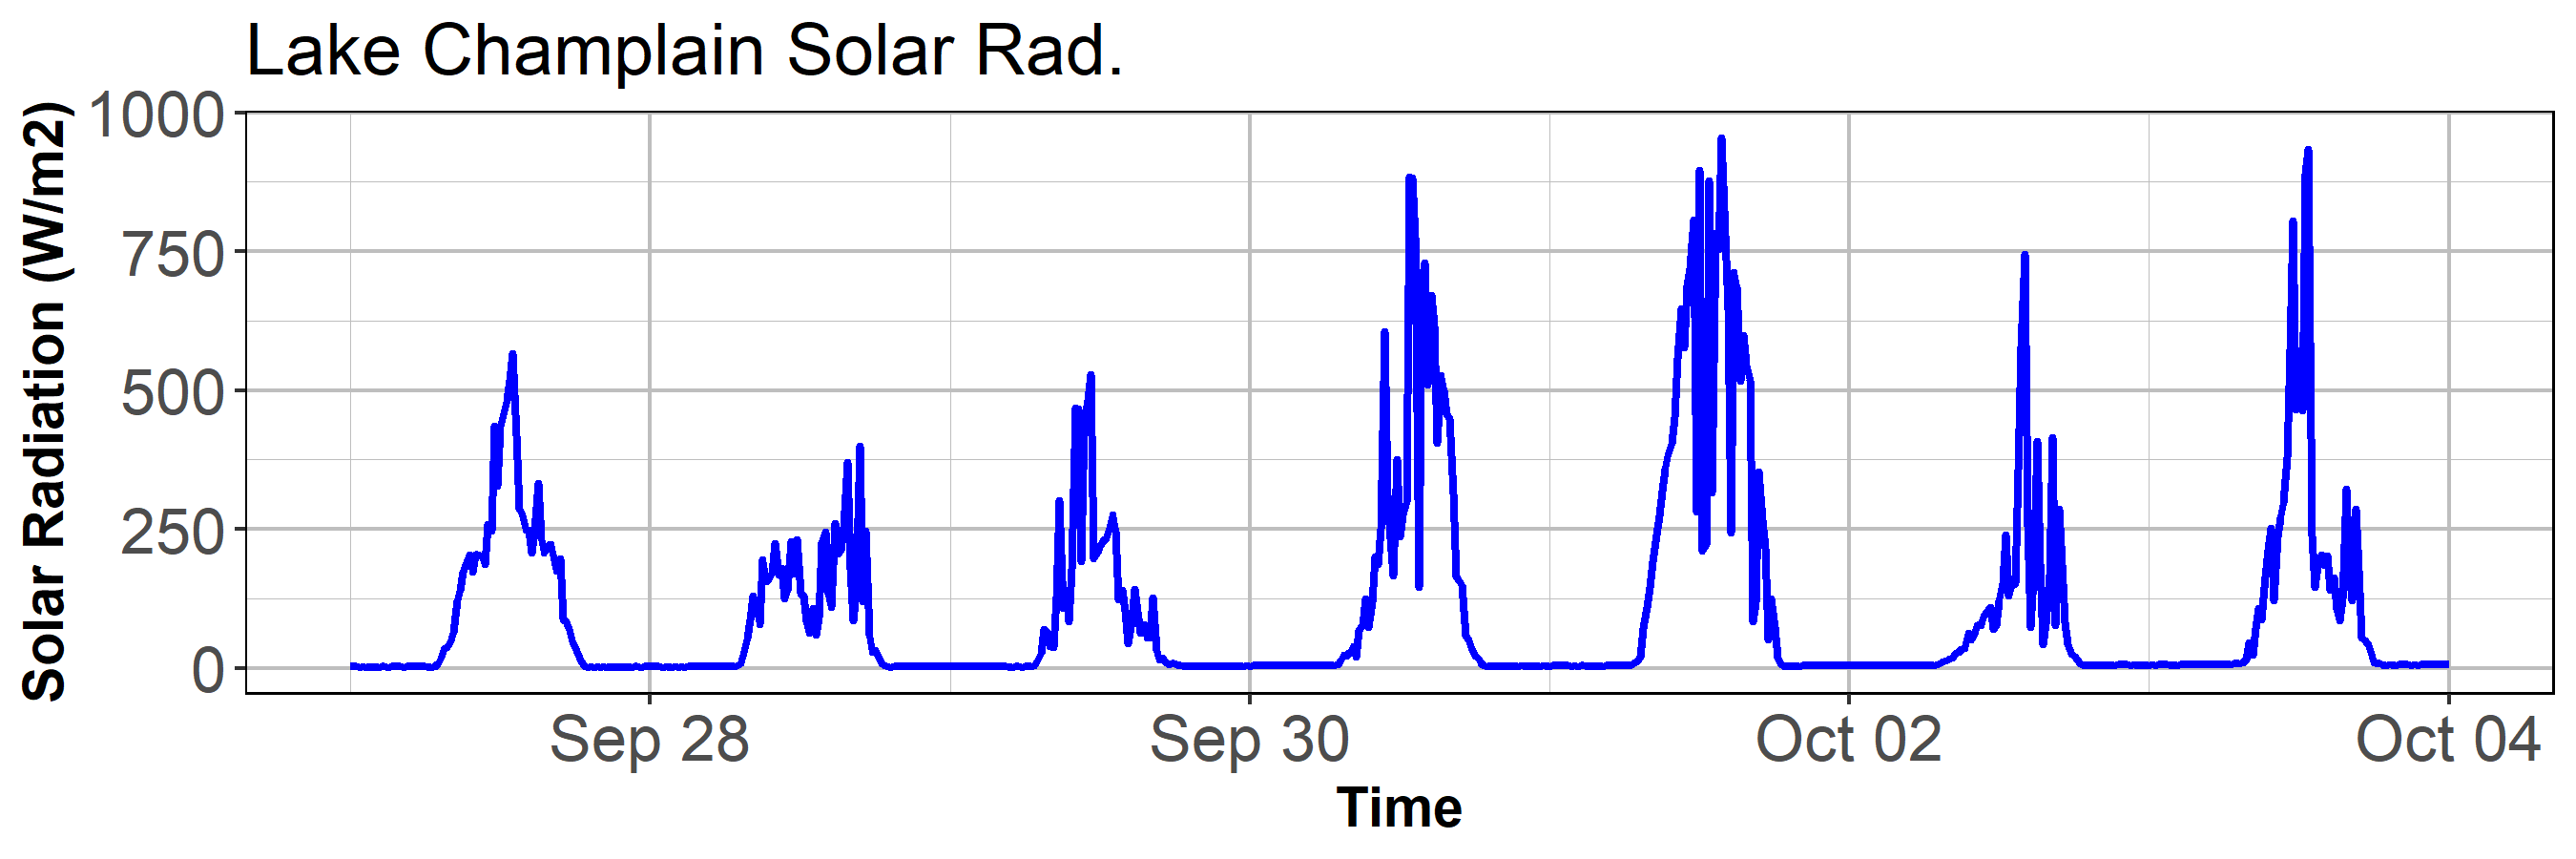 Lake Champlain Solar Rad.
Solar Radiation (W/m2)
1000
750
500
250
0
Sep 28
Sep 30
Oct 02
Oct 04
Time